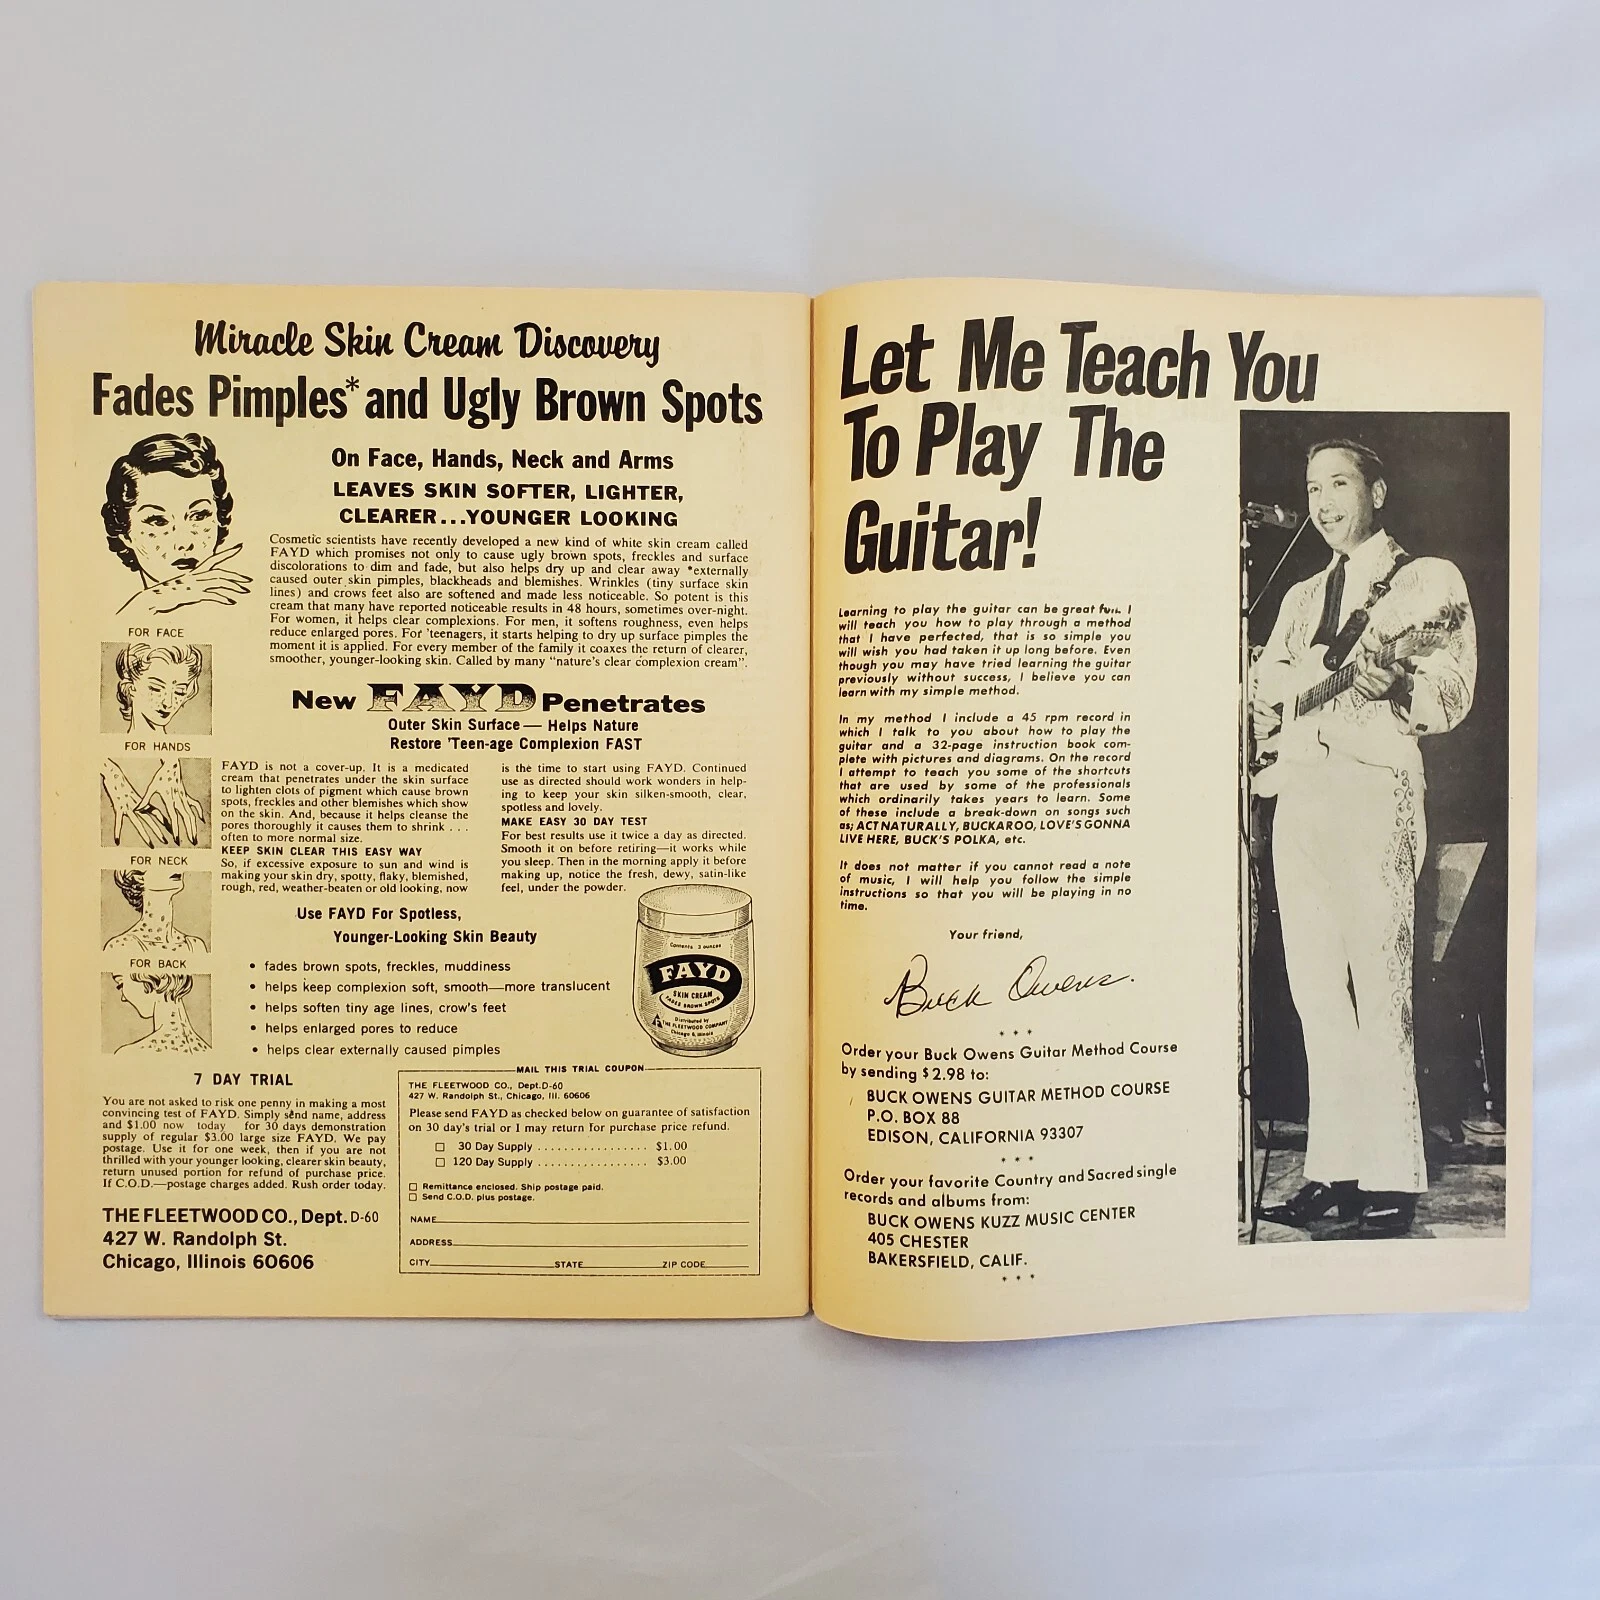 Miracle Skin Cream Discovery
Fades Pimples* and Ugly Brown Spots
On Face, Hands, Neck and Arms
LEAVES SKIN SOFTER, LIGHTER,
CLEARER...YOUNGER LOOKING
Cosmetic scientists have recently developed a new kind of white skin cream called
FAYD which promises not only to cause ugly brown spots, freckles and surface
discolorations to dim and fade, but also helps dry up and clear away *externally
caused outer skin pimples, blackheads and blemishes. Wrinkles (tiny surface skin
lines) and crows feet also are softened and made less noticeable. So potent is this
cream that many have reported noticeable results in 48 hours, sometimes over-night.
For women, it helps clear complexions. For men, it softens roughness, even helps
reduce enlarged pores. For 'teenagers, it starts helping to dry up surface pimples the
moment it is applied. For every member of the family it coaxes the return of clearer,
smoother, younger-looking skin. Called by many "nature's clear complexion cream".
FOR FACE
FOR HANDS
FOR NECK
FOR BACK
New FAYD Penetrates
Outer Skin Surface — Helps Nature
Restore 'Teen-age Complexion FAST
FAYD is not a cover-up. It is a medicated
cream that penetrates under the skin surface
to lighten clots of pigment which cause brown
spots, freckles and other blemishes which show
on the skin. And, because it helps cleanse the
pores thoroughly it causes them to shrink . . .
often to more normal size.
KEEP SKIN CLEAR THIS EASY WAY
So, if excessive exposure to sun and wind is
making your skin dry, spotty, flaky, blemished,
rough, red, weather-beaten or old looking, now
is the time to start using FAYD. Continued
use as directed should work wonders in help-
ing to keep your skin silken-smooth, clear,
spotless and lovely.
MAKE EASY 30 DAY TEST
For best results use it twice a day as directed.
Smooth it on before retiring—it works while
you sleep. Then in the morning apply it before
making up, notice the fresh, dewy, satin-like
feel, under the powder.
Use FAYD For Spotless,
Younger-Looking Skin Beauty
• fades brown spots, freckles, muddiness
• helps keep complexion soft, smooth—more translucent
• helps soften tiny age lines, crow's feet
• helps enlarged pores to reduce
• helps clear externally caused pimples
Contents 3 ounces
FAYD
SKIN CREAM
FADES BROWN SPOTS
Distributed by
THE FLEETWOOD COMPANY
Chicago 6, Illinois
7 DAY TRIAL
You are not asked to risk one penny in making a most
convincing test of FAYD. Simply send name, address
and $1.00 now today for 30 days demonstration
supply of regular $3.00 large size FAYD. We pay
postage. Use it for one week, then if you are not
thrilled with your younger looking, clearer skin beauty,
return unused portion for refund of purchase price.
If C.O.D.—postage charges added. Rush order today.
THE FLEETWOOD CO., Dept. D-60
427 W. Randolph St.
Chicago, Illinois 60606
MAIL THIS TRIAL COUPON
THE FLEETWOOD CO., Dept.D-60
427 W. Randolph St., Chicago, Ill. 60606
Please send FAYD as checked below on guarantee of satisfaction
on 30 day's trial or I may return for purchase price refund.
☐ 30 Day Supply ................. $1.00
☐ 120 Day Supply ................. $3.00
☐ Remittance enclosed. Ship postage paid.
☐ Send C.O.D. plus postage.
NAME
ADDRESS
CITY STATE ZIP CODE
Let Me Teach You
To Play The
Guitar!
Learning to play the guitar can be great fun. I
will teach you how to play through a method
that I have perfected, that is so simple you
will wish you had taken it up long before. Even
though you may have tried learning the guitar
previously without success, I believe you can
learn with my simple method.
In my method I include a 45 rpm record in
which I talk to you about how to play the
guitar and a 32-page instruction book com-
plete with pictures and diagrams. On the record
I attempt to teach you some of the shortcuts
that are used by some of the professionals
which ordinarily takes years to learn. Some
of these include a break-down on songs such
as; ACT NATURALLY, BUCKAROO, LOVE'S GONNA
LIVE HERE, BUCK'S POLKA, etc.
It does not matter if you cannot read a note
of music, I will help you follow the simple
instructions so that you will be playing in no
time.
Your friend,
Buck Owens.
* * *
Order your Buck Owens Guitar Method Course
by sending $2.98 to:
BUCK OWENS GUITAR METHOD COURSE
P.O. BOX 88
EDISON, CALIFORNIA 93307
* * *
Order your favorite Country and Sacred single
records and albums from:
BUCK OWENS KUZZ MUSIC CENTER
405 CHESTER
BAKERSFIELD, CALIF.
* * *